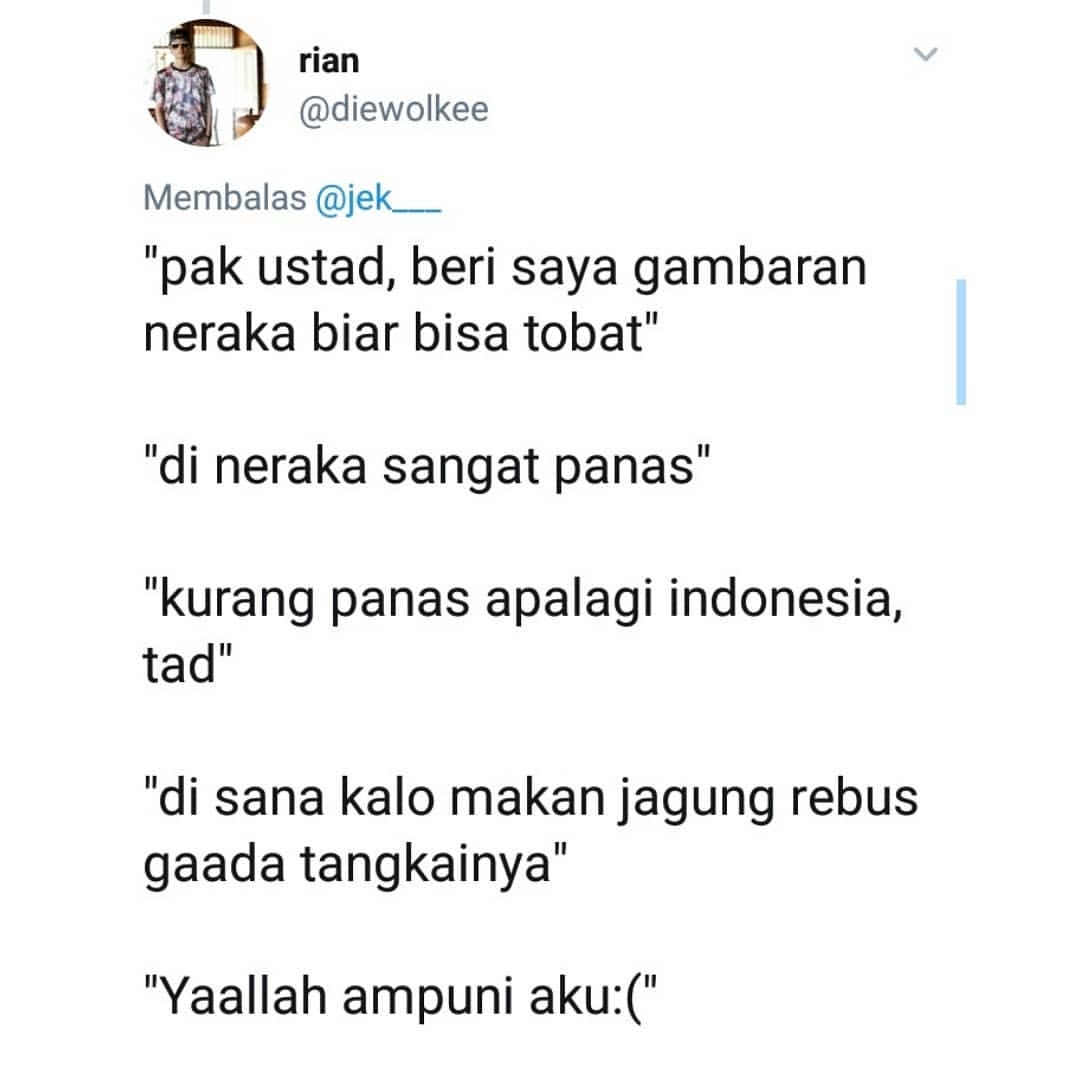 rian
@diewolkee
Membalas @jek___
"pak ustad, beri saya gambaran
neraka biar bisa tobat"
"di neraka sangat panas"
"kurang panas apalagi indonesia,
tad"
"di sana kalo makan jagung rebus
gaada tangkainya"
"Yaallah ampuni aku:("